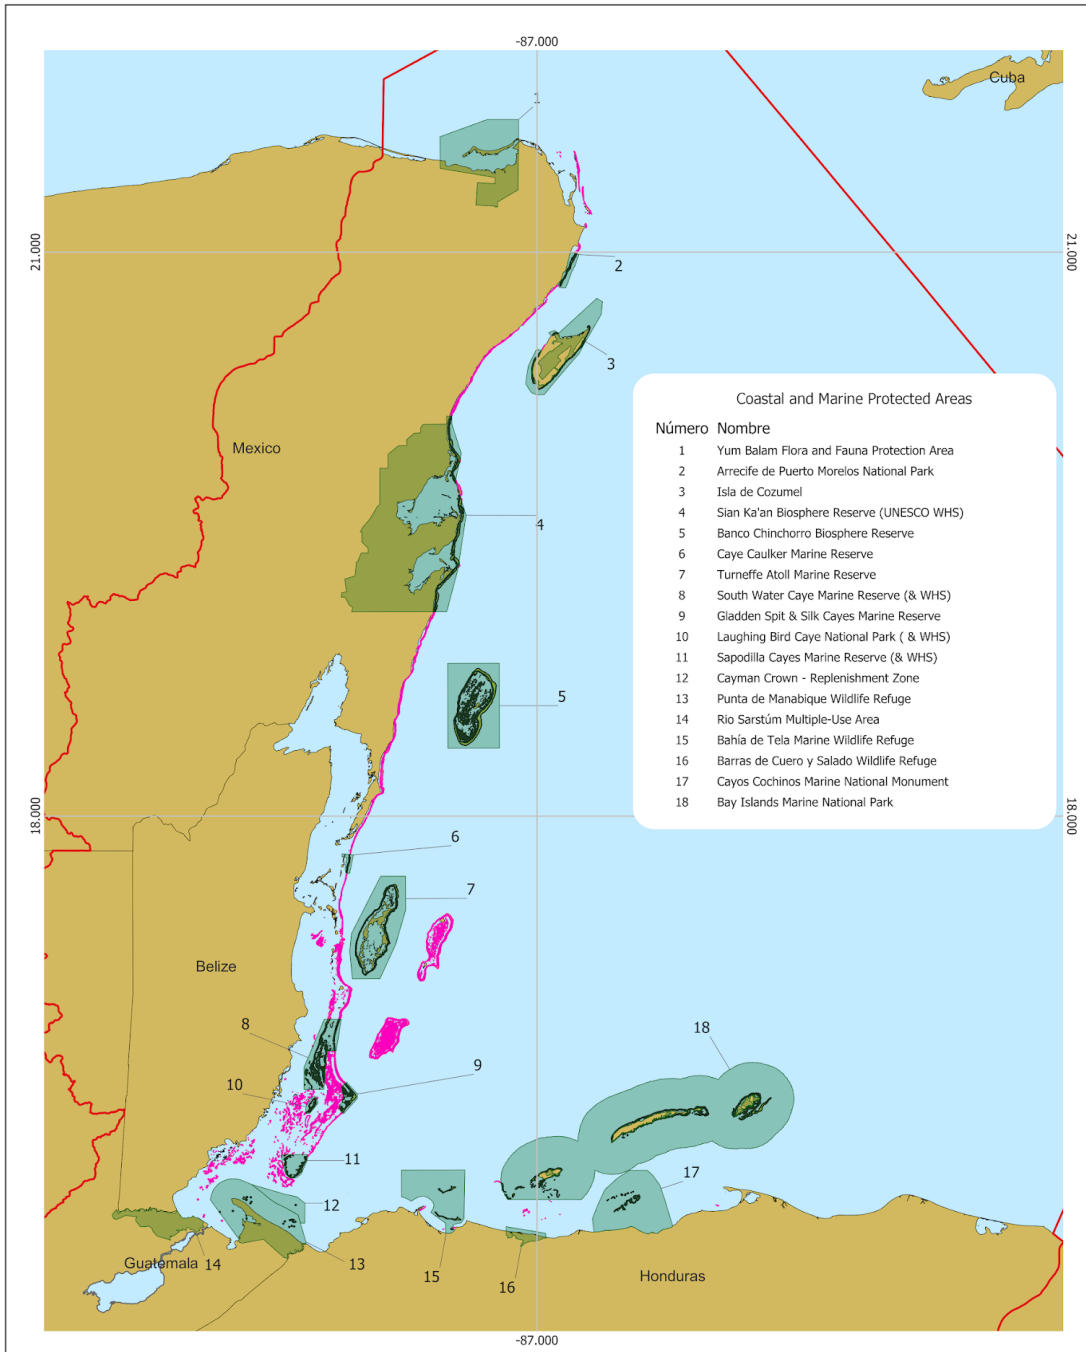 -87.000
Cuba
1
21.000
21.000
2
3
Mexico
4
Coastal and Marine Protected Areas
Número Nombre
1 Yum Balam Flora and Fauna Protection Area
2 Arrecife de Puerto Morelos National Park
3 Isla de Cozumel
4 Sian Ka'an Biosphere Reserve (UNESCO WHS)
5 Banco Chinchorro Biosphere Reserve
6 Caye Caulker Marine Reserve
7 Turneffe Atoll Marine Reserve
8 South Water Caye Marine Reserve (& WHS)
9 Gladden Spit & Silk Cayes Marine Reserve
10 Laughing Bird Caye National Park ( & WHS)
11 Sapodilla Cayes Marine Reserve (& WHS)
12 Cayman Crown - Replenishment Zone
13 Punta de Manabique Wildlife Refuge
14 Rio Sarstúm Multiple-Use Area
15 Bahía de Tela Marine Wildlife Refuge
16 Barras de Cuero y Salado Wildlife Refuge
17 Cayos Cochinos Marine National Monument
18 Bay Islands Marine National Park
5
18.000
18.000
6
7
Belize
8
18
9
10
11
17
12
Guatemala 14
13
15
16
Honduras
-87.000